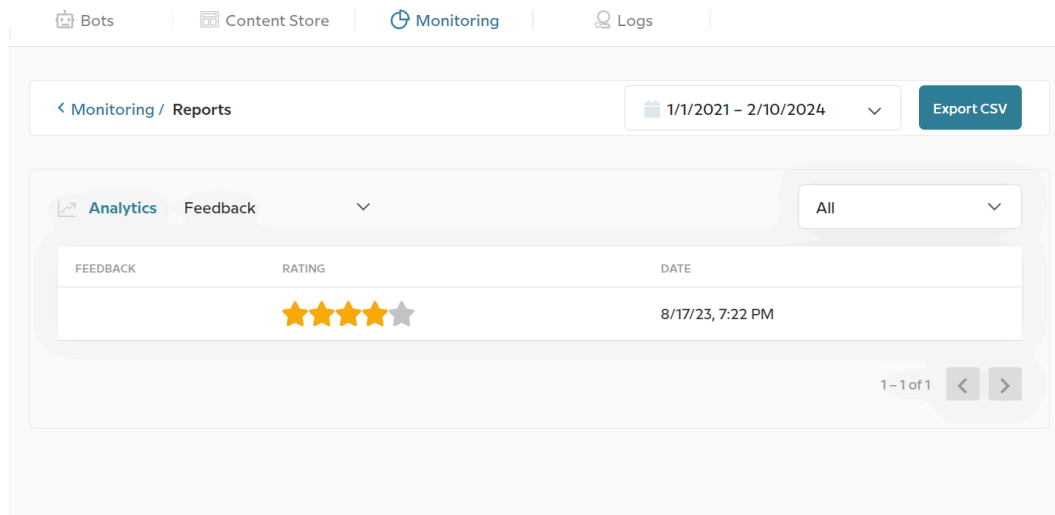 Bots Content Store Monitoring Logs
Monitoring / Reports 1/1/2021 – 2/10/2024 Export CSV
Analytics Feedback All
FEEDBACK RATING DATE
8/17/23, 7:22 PM
1 – 1 of 1